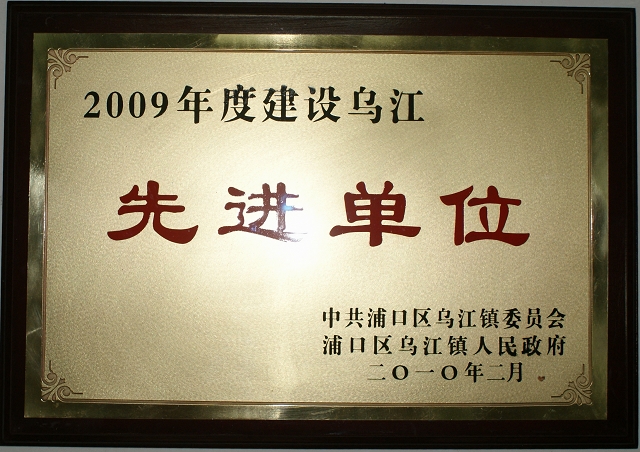 2009年度建设乌江
先进单位
中共浦口区乌江镇委员会
浦口区乌江镇人民政府
二〇一〇年二月